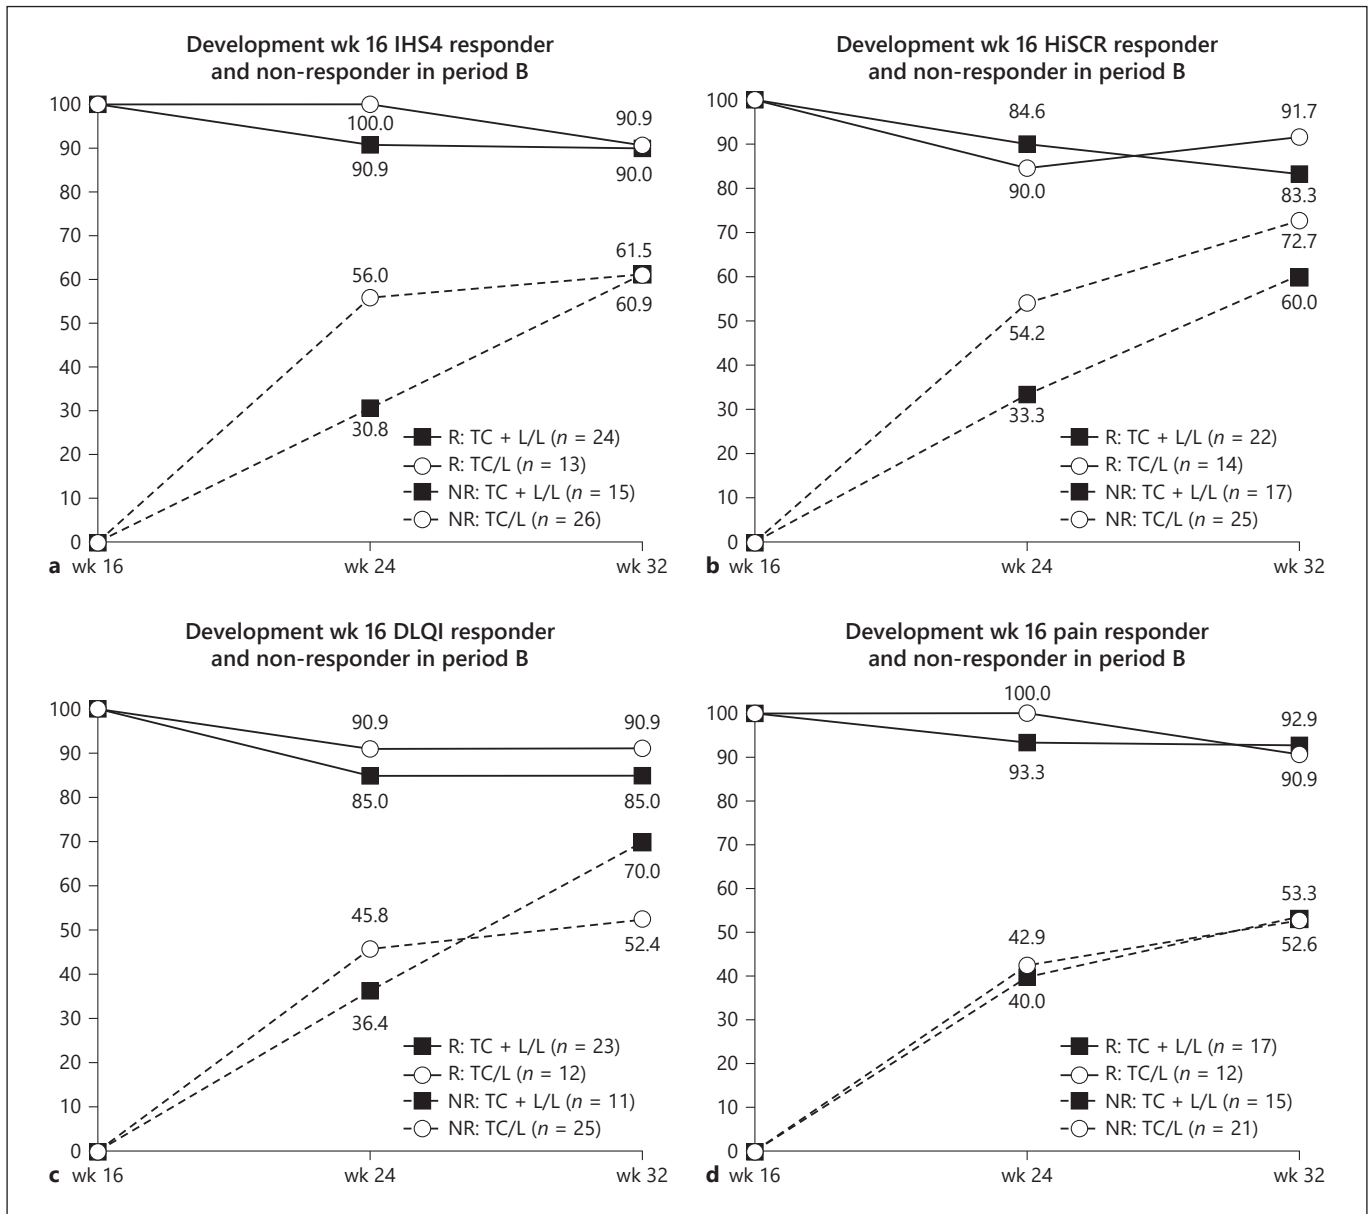 Development wk 16 IHS4 responder
and non-responder in period B
100
90
80
70
60
50
40
30
20
10
0
100.0
90.9
90.9
90.0
56.0
61.5
60.9
30.8
R: TC + L/L (n = 24)
R: TC/L (n = 13)
NR: TC + L/L (n = 15)
NR: TC/L (n = 26)
a wk 16 wk 24 wk 32
Development wk 16 HiSCR responder
and non-responder in period B
100
90
80
70
60
50
40
30
20
10
0
84.6
91.7
90.0
83.3
72.7
54.2
60.0
33.3
R: TC + L/L (n = 22)
R: TC/L (n = 14)
NR: TC + L/L (n = 17)
NR: TC/L (n = 25)
b wk 16 wk 24 wk 32
Development wk 16 DLQI responder
and non-responder in period B
100
90
80
70
60
50
40
30
20
10
0
90.9
90.9
85.0
85.0
70.0
45.8
52.4
36.4
R: TC + L/L (n = 23)
R: TC/L (n = 12)
NR: TC + L/L (n = 11)
NR: TC/L (n = 25)
c wk 16 wk 24 wk 32
Development wk 16 pain responder
and non-responder in period B
100
90
80
70
60
50
40
30
20
10
0
100.0
92.9
93.3
90.9
53.3
42.9
52.6
40.0
R: TC + L/L (n = 17)
R: TC/L (n = 12)
NR: TC + L/L (n = 15)
NR: TC/L (n = 21)
d wk 16 wk 24 wk 32